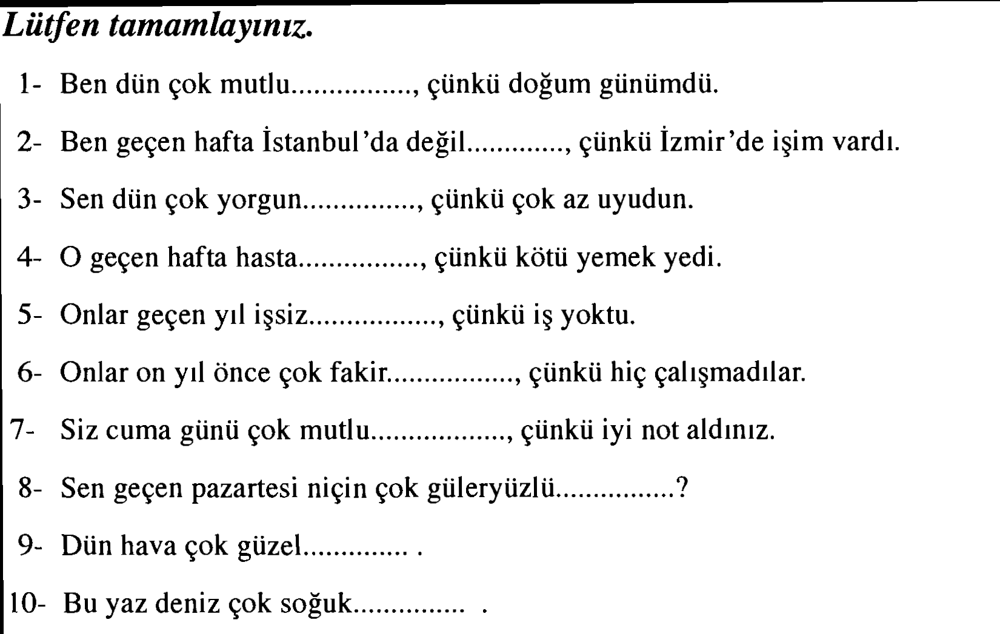 Lütfen tamamlayınız.
1- Ben dün çok mutlu................, çünkü doğum günümdü.
2- Ben geçen hafta İstanbul'da değil............., çünkü İzmir'de işim vardı.
3- Sen dün çok yorgun..............., çünkü çok az uyudun.
4- O geçen hafta hasta................, çünkü kötü yemek yedi.
5- Onlar geçen yıl işsiz................., çünkü iş yoktu.
6- Onlar on yıl önce çok fakir................., çünkü hiç çalışmadılar.
7- Siz cuma günü çok mutlu.................., çünkü iyi not aldınız.
8- Sen geçen pazartesi niçin çok güleryüzlü................?
9- Dün hava çok güzel.............. .
10- Bu yaz deniz çok soğuk............... .